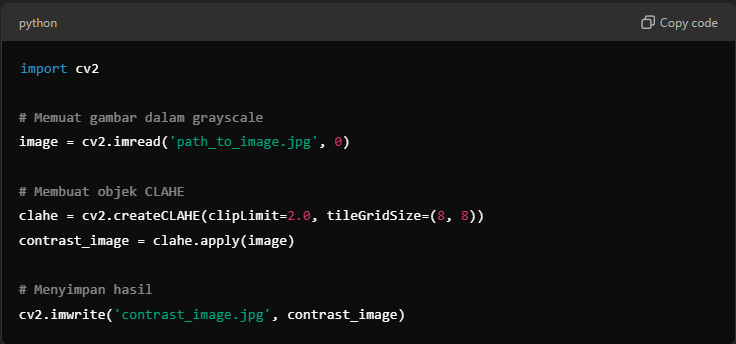 python
Copy code
import cv2
# Memuat gambar dalam grayscale
image = cv2.imread('path_to_image.jpg', 0)
# Membuat objek CLAHE
clahe = cv2.createCLAHE(clipLimit=2.0, tileGridSize=(8, 8))
contrast_image = clahe.apply(image)
# Menyimpan hasil
cv2.imwrite('contrast_image.jpg', contrast_image)